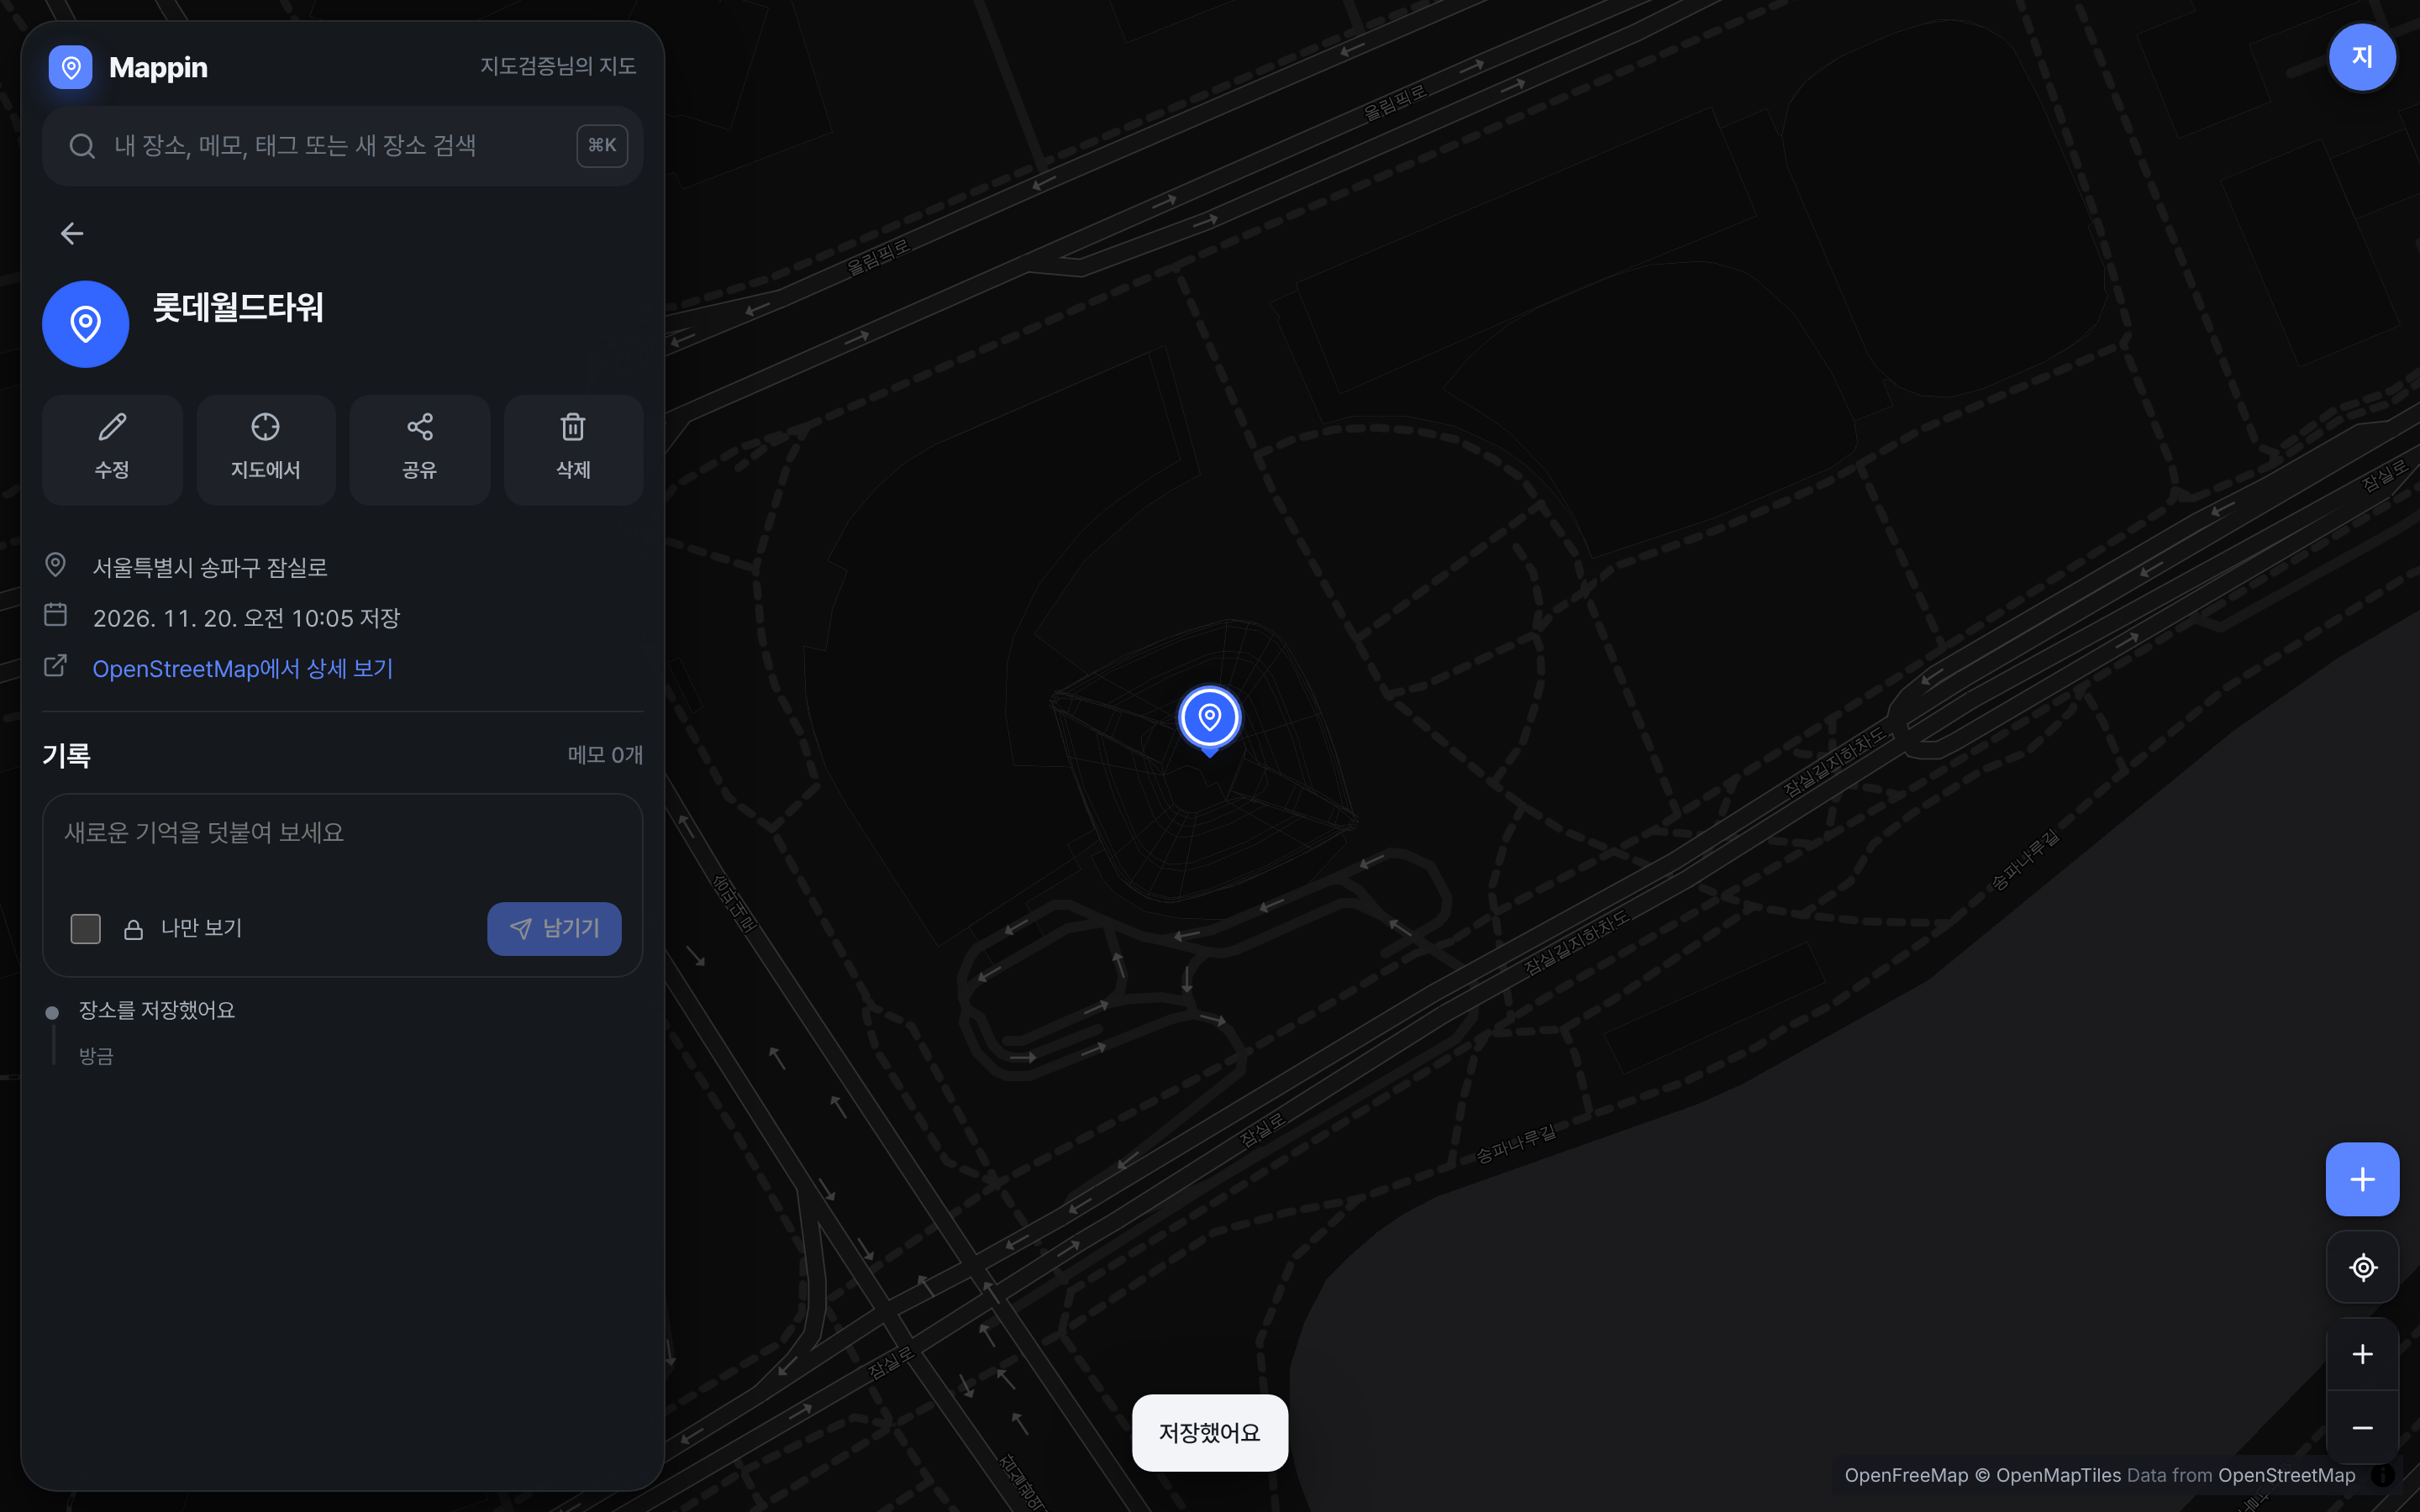 Mappin
지도검증님의 지도
내 장소, 메모, 태그 또는 새 장소 검색
⌘K
롯데월드타워
수정
지도에서
공유
삭제
서울특별시 송파구 잠실로
2026. 11. 20. 오전 10:05 저장
OpenStreetMap에서 상세 보기
기록
메모 0개
새로운 기억을 덧붙여 보세요
나만 보기
남기기
장소를 저장했어요
방금
지
올림픽로
올림픽로
잠실로
잠실길지하차도
송파나루길
잠실길지하차도
잠실로
송파나루길
잠실로
저장했어요
OpenFreeMap © OpenMapTiles Data from OpenStreetMap